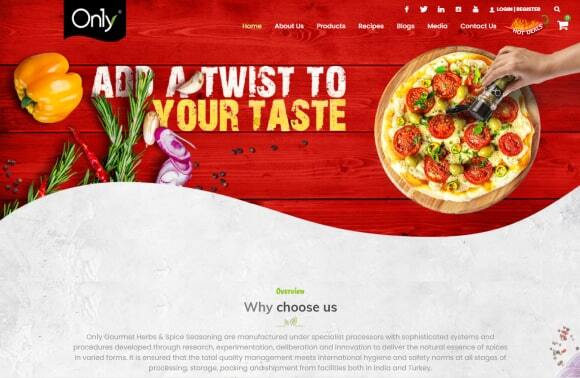 Only
LOGIN | REGISTER
Home About Us Products Recipes Blogs Media Contact Us HOT DEALS
ADD A TWIST TO
YOUR TASTE
Overview
Why choose us
Only Gourmet Herbs & Spice Seasoning are manufactured under specialist processors with sophisticated systems and
procedures developed through research, experimentation, deliberation and innovation to deliver the natural essence of spices
in varied forms. It is ensured that the total quality management meets international hygiene and safety norms at all stages of
processing, storage, packing andshipment from facilities both in India and Turkey.